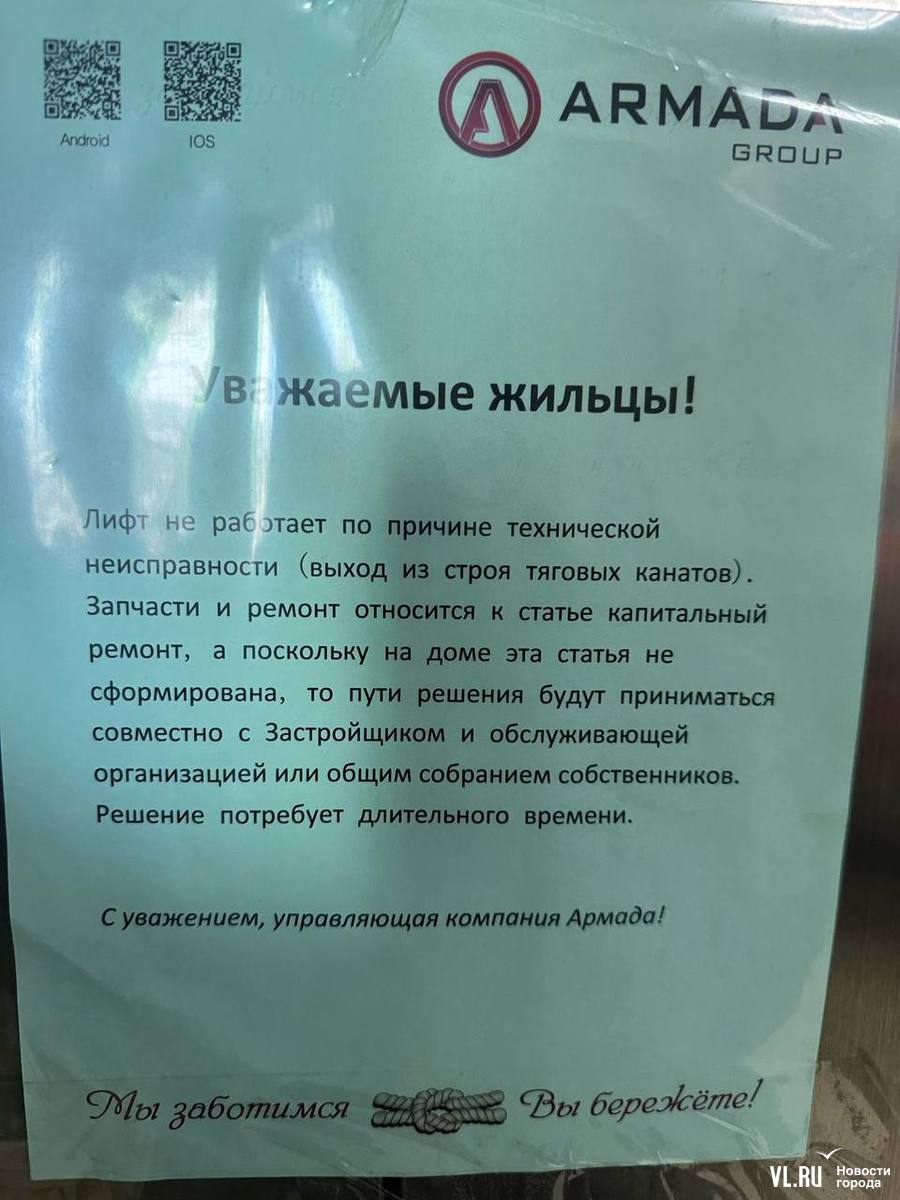 Android
IOS
ARMADA
GROUP
Уважаемые жильцы!
Лифт не работает по причине технической
неисправности (выход из строя тяговых канатов).
Запчасти и ремонт относится к статье капитальный
ремонт, а поскольку на доме эта статья не
сформирована, то пути решения будут приниматься
совместно с Застройщиком и обслуживающей
организацией или общим собранием собственников.
Решение потребует длительного времени.
С уважением, управляющая компания Армада!
Мы заботимся Вы бережёте!
VL.RU Новости
города